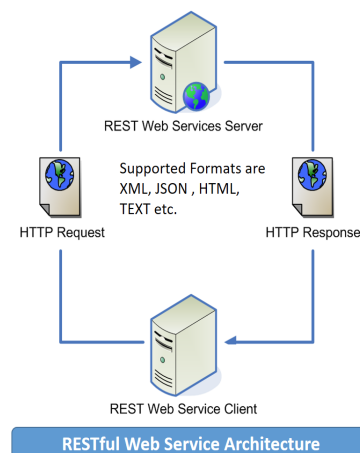 REST Web Services Server
Supported Formats are
XML, JSON , HTML,
TEXT etc.
HTTP Request
HTTP Response
REST Web Service Client
RESTful Web Service Architecture